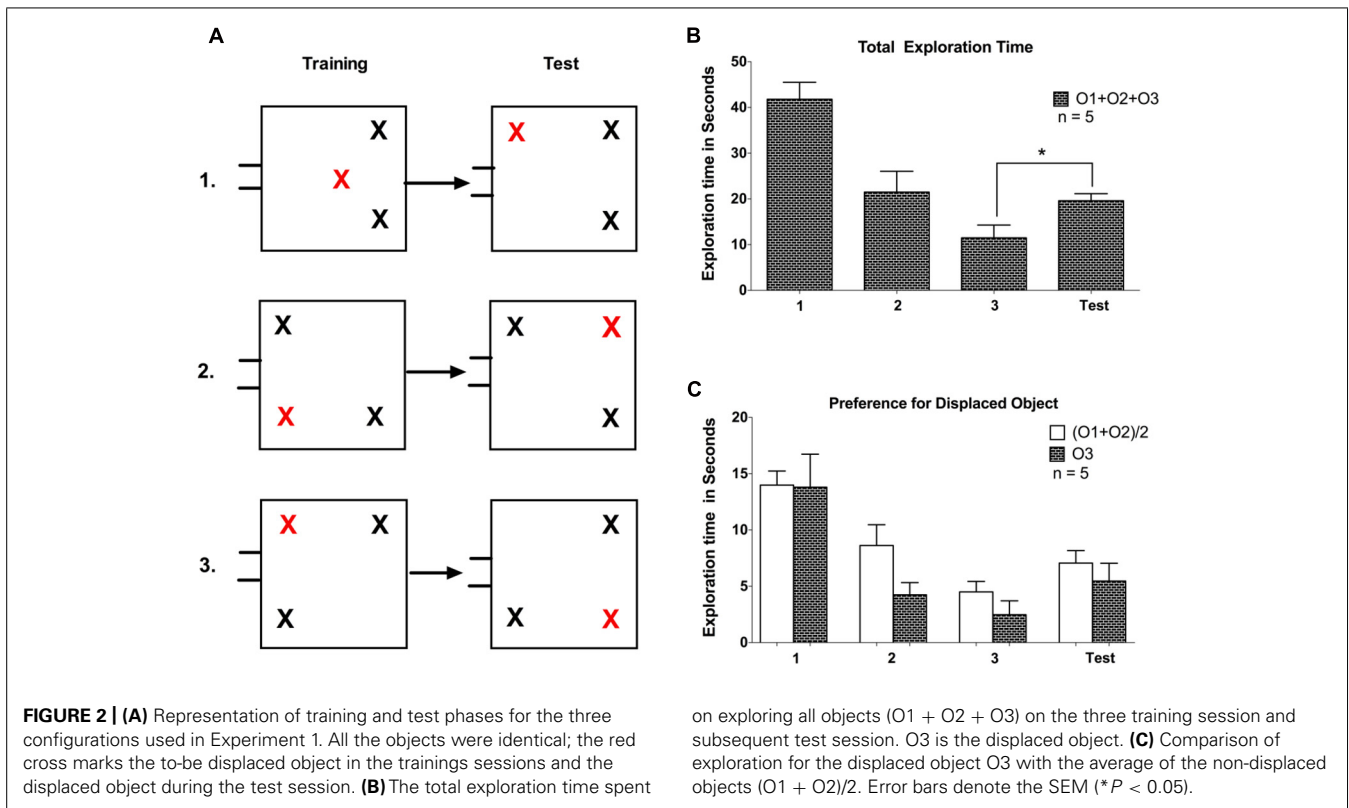 A
Training
Test
1.
X
X
X
X
X
X
2.
X
X
X
X
X
X
3.
X
X
X
X
X
X
B
Total Exploration Time
Exploration time in Seconds
50
40
30
20
10
0
O1+O2+O3
n = 5
*
1 2 3 Test
C
Preference for Displaced Object
Exploration time in Seconds
20
15
10
5
0
(O1+O2)/2
O3
n = 5
1 2 3 Test
FIGURE 2 | (A) Representation of training and test phases for the three
configurations used in Experiment 1. All the objects were identical; the red
cross marks the to-be displaced object in the trainings sessions and the
displaced object during the test session. (B) The total exploration time spent
on exploring all objects (O1 + O2 + O3) on the three training session and
subsequent test session. O3 is the displaced object. (C) Comparison of
exploration for the displaced object O3 with the average of the non-displaced
objects (O1 + O2)/2. Error bars denote the SEM (*P < 0.05).